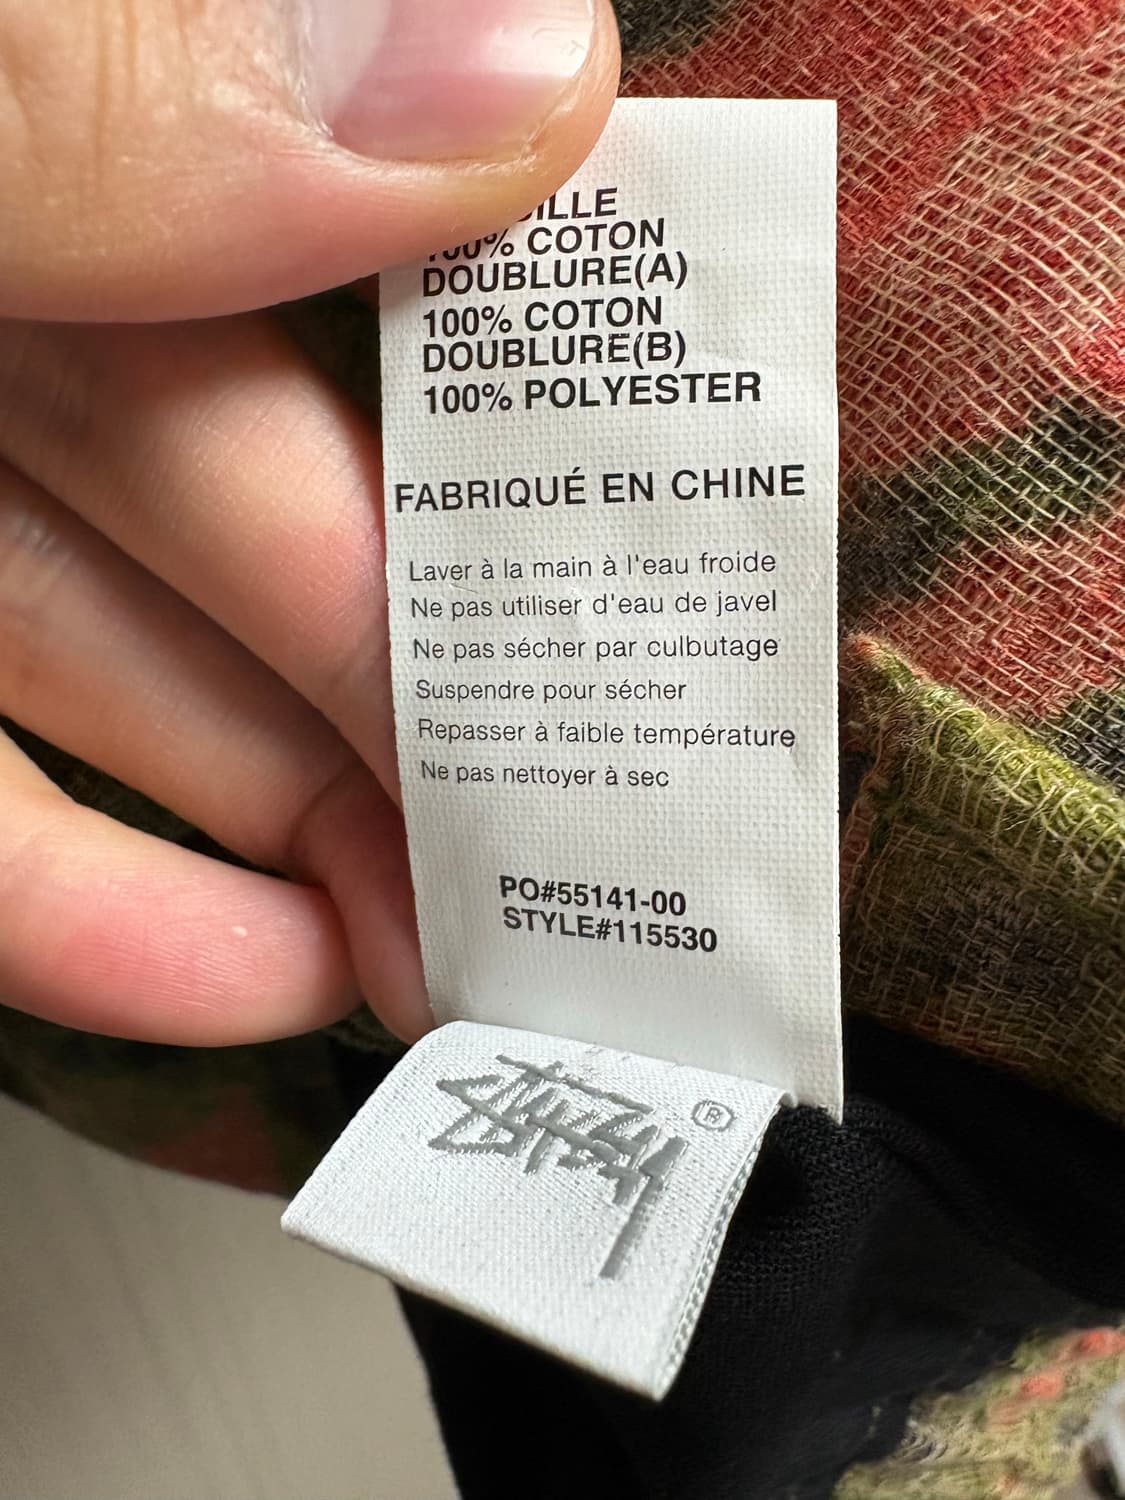 100% COTON
DOUBLURE(A)
100% COTON
DOUBLURE(B)
100% POLYESTER
FABRIQUÉ EN CHINE
Laver à la main à l'eau froide
Ne pas utiliser d'eau de javel
Ne pas sécher par culbutage
Suspendre pour sécher
Repasser à faible température
Ne pas nettoyer à sec
PO#55141-00
STYLE#115530
Stüssy ®